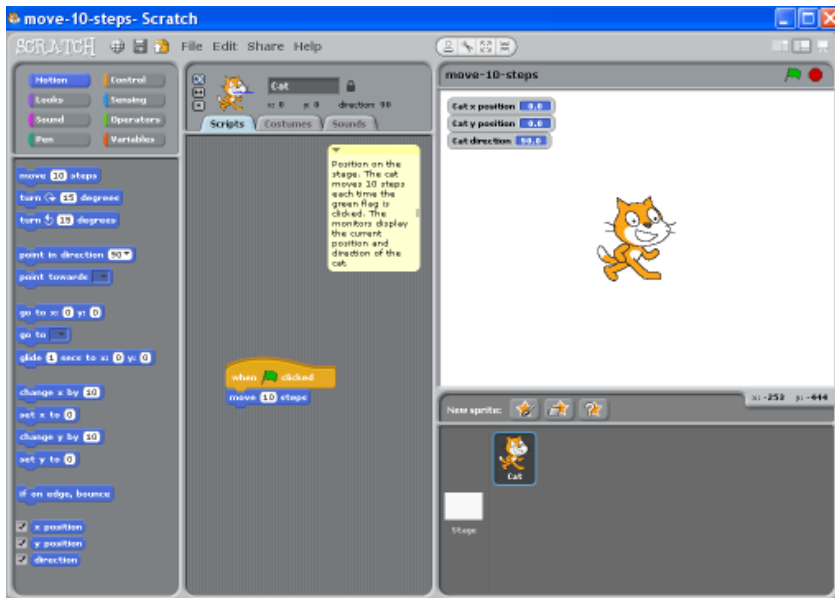 move-10-steps- Scratch
SCRATCH File Edit Share Help
Motion Control
Looks Sensing
Sound Operators
Pen Variables
move 10 steps
turn 15 degrees
turn 15 degrees
point in direction 90
point towards
go to x: 0 y: 0
go to
glide 1 secs to x: 0 y: 0
change x by 10
set x to 0
change y by 10
set y to 0
if on edge, bounce
x position
y position
direction
Cat
x: 0 y: 0 direction: 90
Scripts Costumes Sounds
Position on the
stage. The cat
moves 10 steps
each time the
green flag is
clicked. The
monitors display
the current
position and
direction of the
cat.
when clicked
move 10 steps
move-10-steps
Cat x position 0.0
Cat y position 0.0
Cat direction 90.0
x: -253 y: -444
New sprite:
Cat
Stage